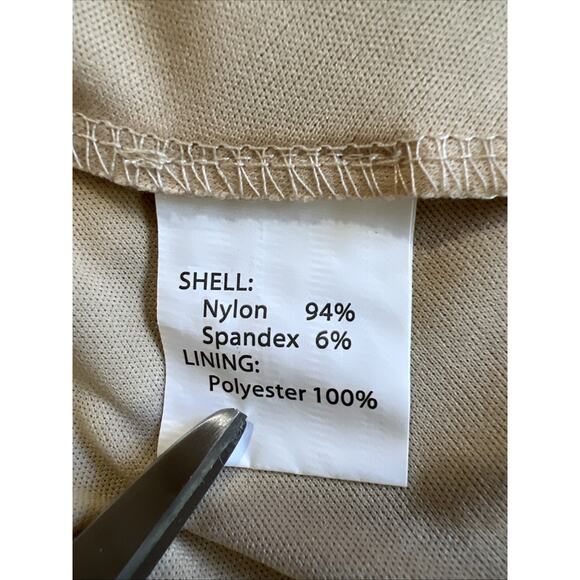 SHELL:
Nylon 94%
Spandex 6%
LINING:
Polyester 100%